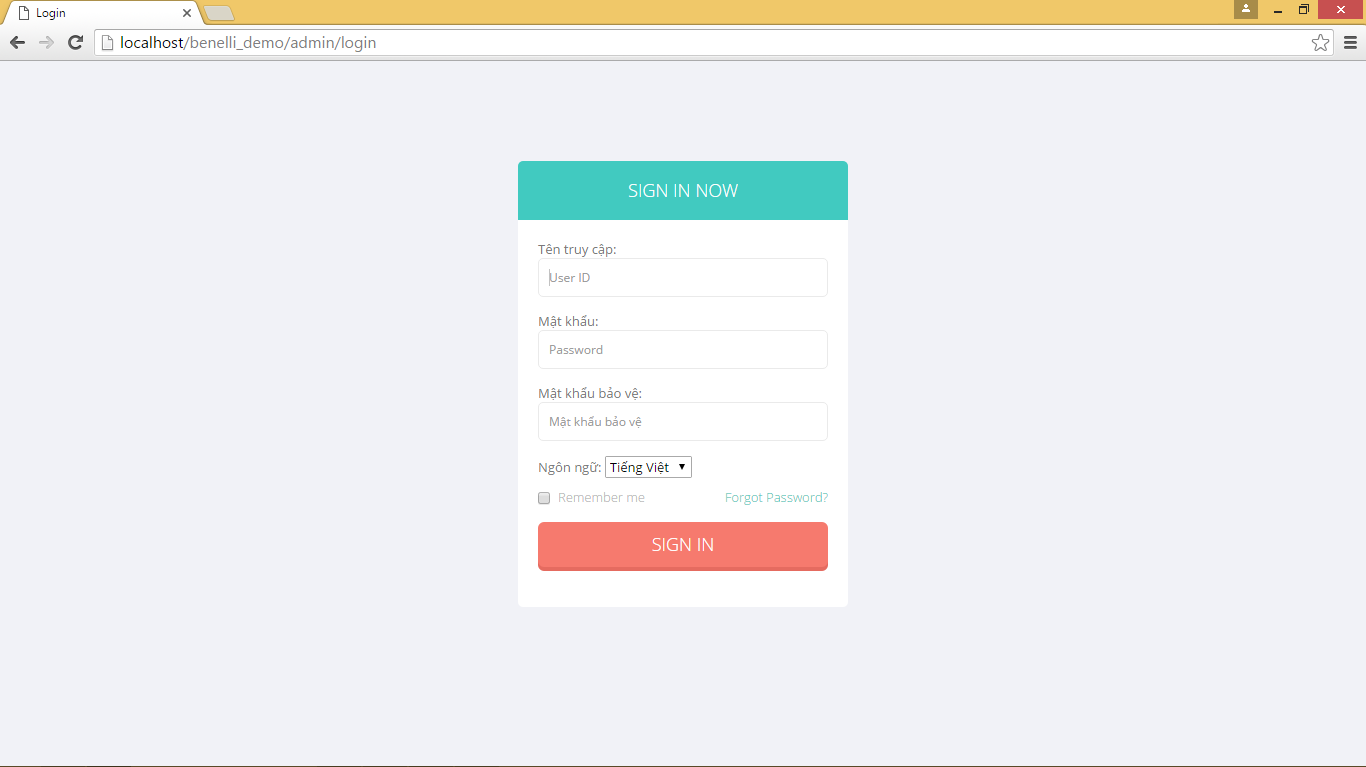 Login
localhost/benelli_demo/admin/login
SIGN IN NOW
Tên truy cập:
User ID
Mật khẩu:
Password
Mật khẩu bảo vệ:
Mật khẩu bảo vệ
Ngôn ngữ: Tiếng Việt
Remember me Forgot Password?
SIGN IN